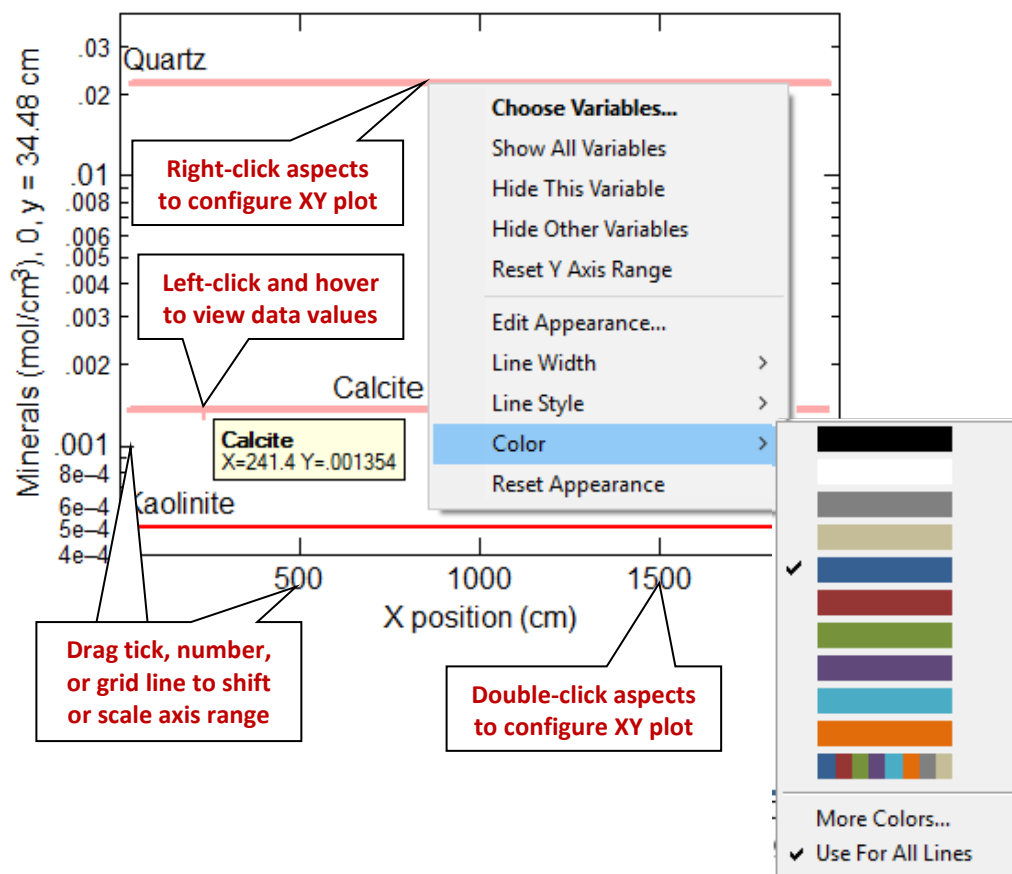 Minerals (mol/cm³), 0, y = 34.48 cm
.03
.02
.01
.008
.006
.005
.004
.003
.002
.001
8e–4
6e–4
5e–4
4e–4
Quartz
Calcite
Kaolinite
500
1000
1500
X position (cm)
Right-click aspects
to configure XY plot
Left-click and hover
to view data values
Calcite
X=241.4 Y=.001354
Drag tick, number,
or grid line to shift
or scale axis range
Double-click aspects
to configure XY plot
Choose Variables...
Show All Variables
Hide This Variable
Hide Other Variables
Reset Y Axis Range
Edit Appearance...
Line Width
Line Style
Color
Reset Appearance
More Colors...
Use For All Lines